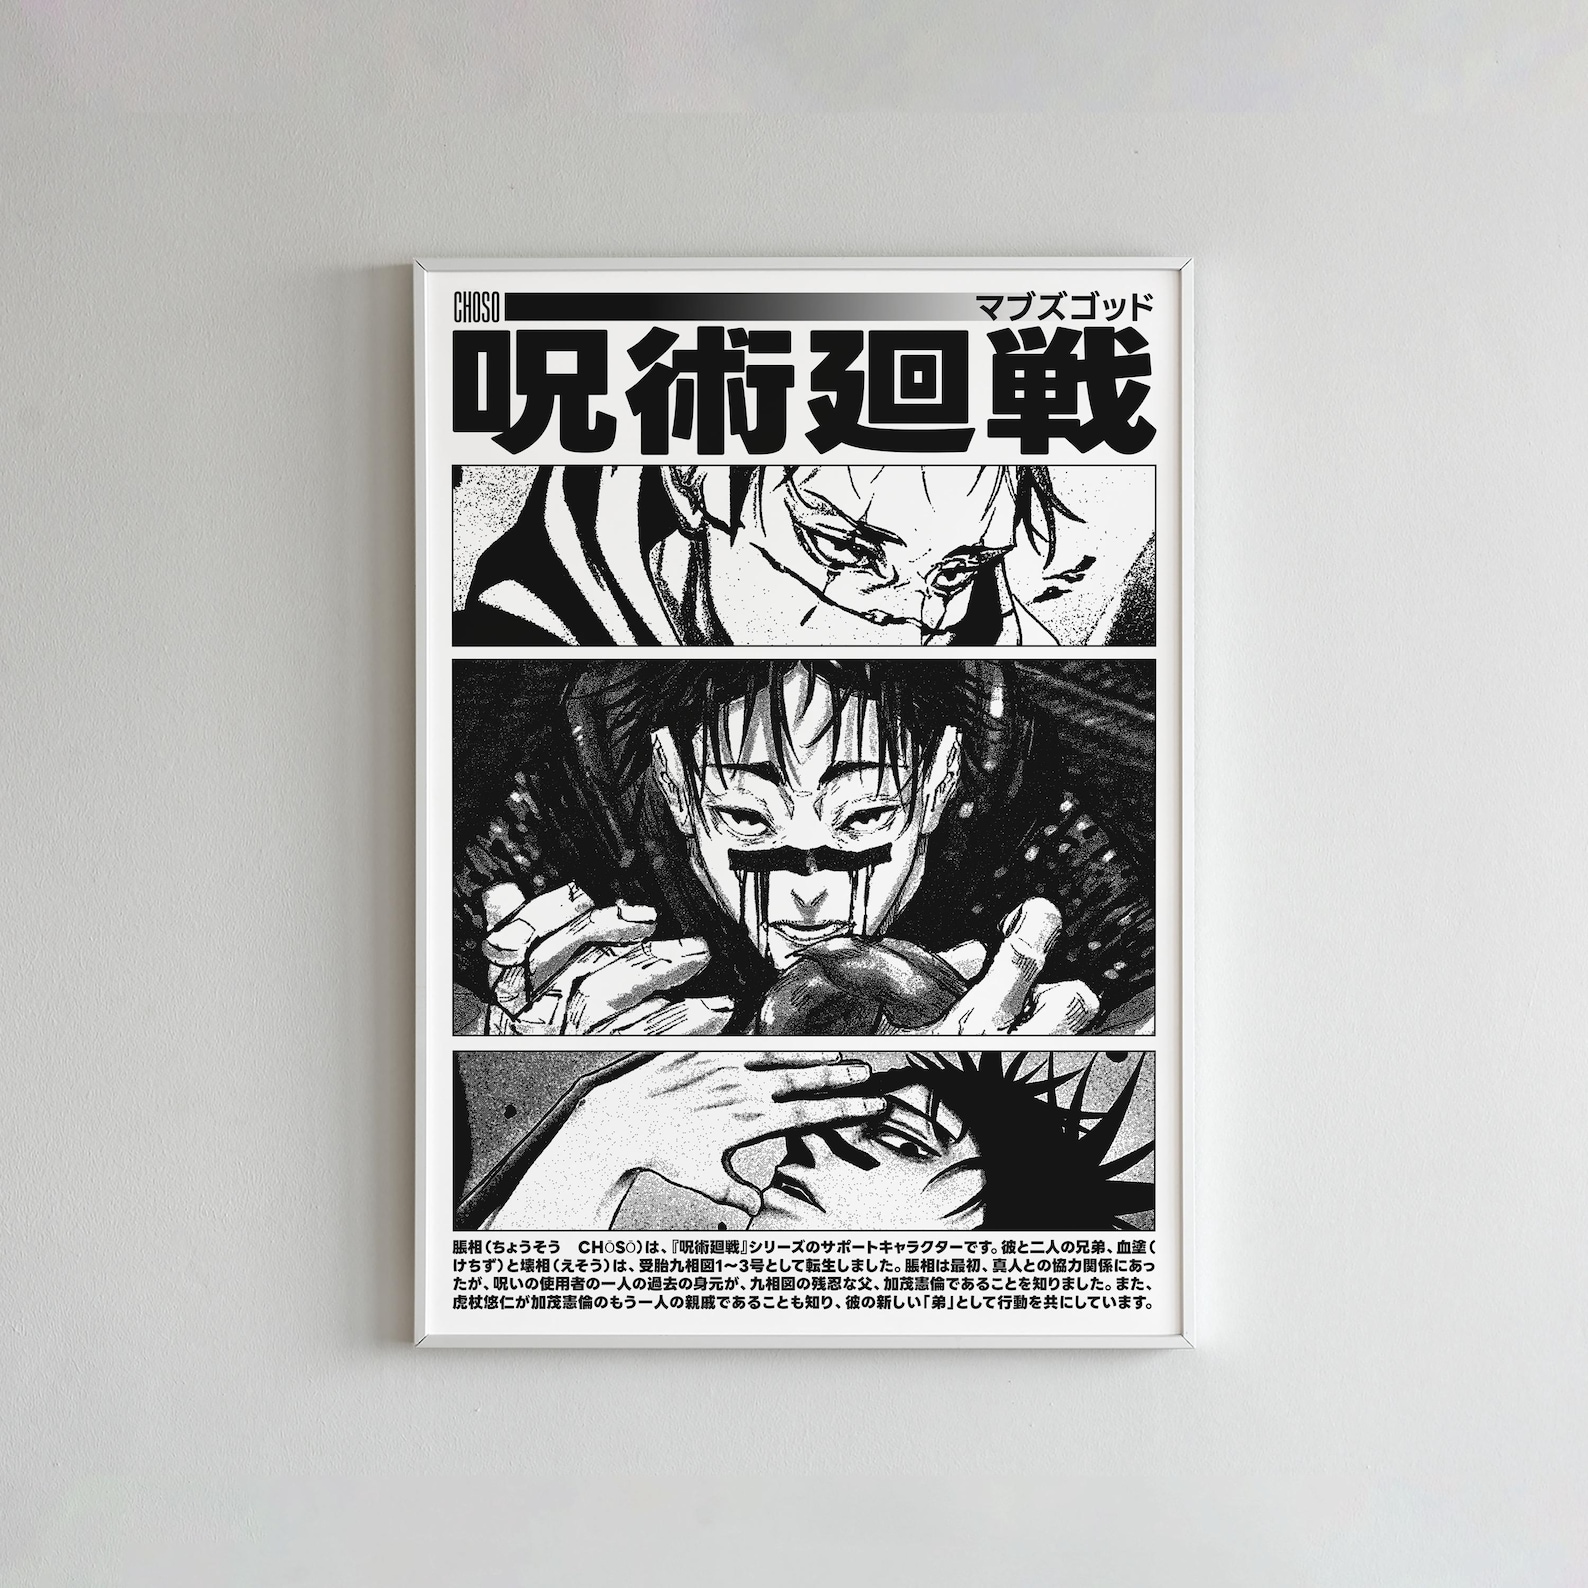 CHOSO マブズゴッド
呪術廻戦
脹相(ちょうそう　CHŌSŌ)は、『呪術廻戦』シリーズのサポートキャラクターです。彼と二人の兄弟、血塗(
けちず)と壊相(えそう)は、受胎九相図1〜3号として転生しました。脹相は最初、真人との協力関係にあっ
たが、呪いの使用者の一人の過去の身元が、九相図の残忍な父、加茂憲倫であることを知りました。また、
虎杖悠仁が加茂憲倫のもう一人の親戚であることも知り、彼の新しい「弟」として行動を共にしています。